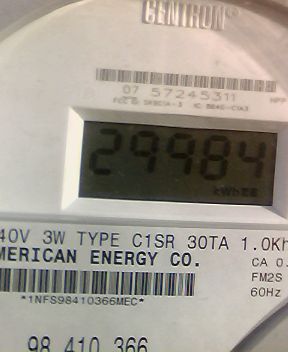 CENTRON®
07 57245311
29984
kWh
40V 3W TYPE C1SR 30TA 1.0Kh
MERICAN ENERGY CO.
CA 0.
FM2S
60Hz
*1NFS98410366MEC*
98 410 366